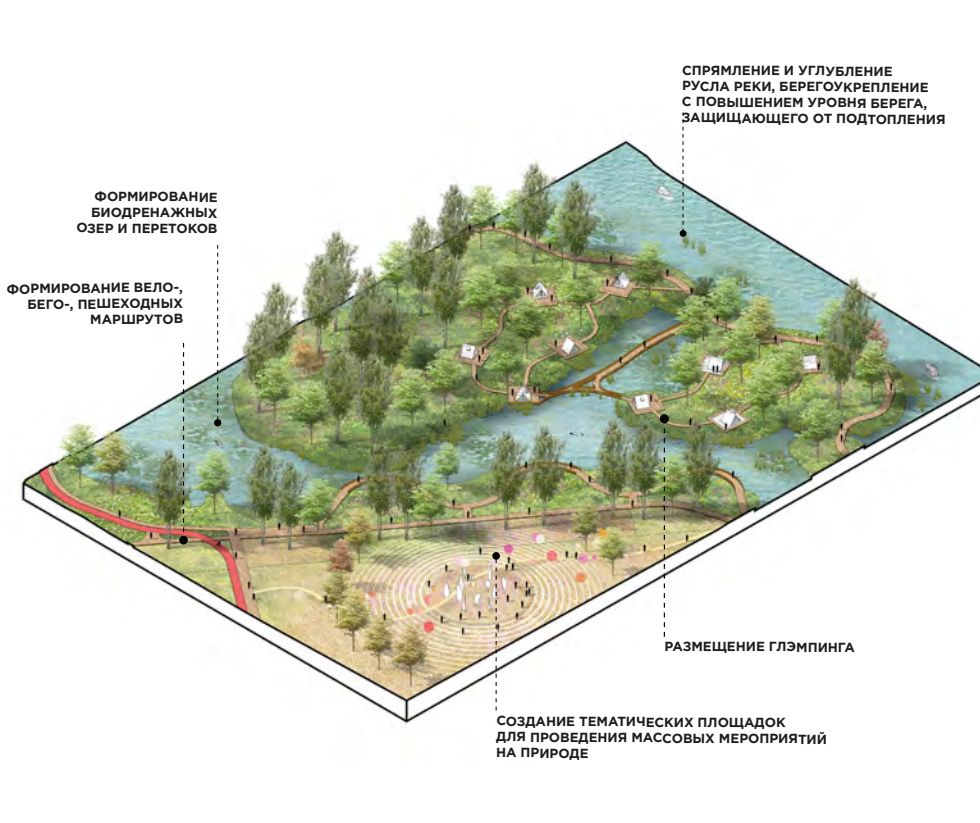 СПРЯМЛЕНИЕ И УГЛУБЛЕНИЕ
РУСЛА РЕКИ, БЕРЕГОУКРЕПЛЕНИЕ
С ПОВЫШЕНИЕМ УРОВНЯ БЕРЕГА,
ЗАЩИЩАЮЩЕГО ОТ ПОДТОПЛЕНИЯ
ФОРМИРОВАНИЕ
БИОДРЕНАЖНЫХ
ОЗЕР И ПЕРЕТОКОВ
ФОРМИРОВАНИЕ ВЕЛО-,
БЕГО-, ПЕШЕХОДНЫХ
МАРШРУТОВ
РАЗМЕЩЕНИЕ ГЛЭМПИНГА
СОЗДАНИЕ ТЕМАТИЧЕСКИХ ПЛОЩАДОК
ДЛЯ ПРОВЕДЕНИЯ МАССОВЫХ МЕРОПРИЯТИЙ
НА ПРИРОДЕ